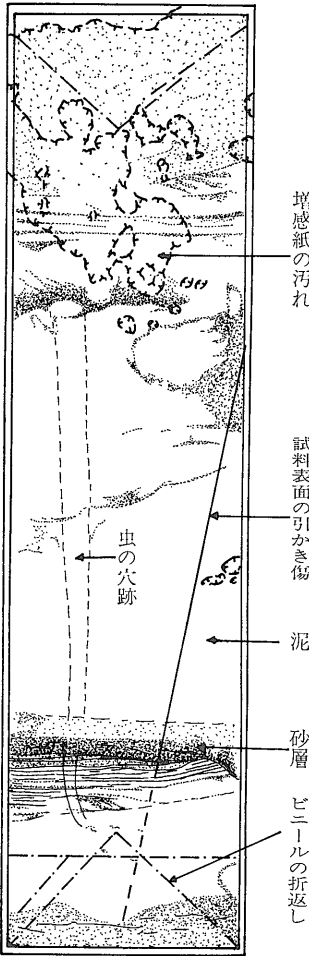 増感紙の汚れ
試料表面の引かき傷
虫の穴跡
泥
砂層
ビニールの折返し